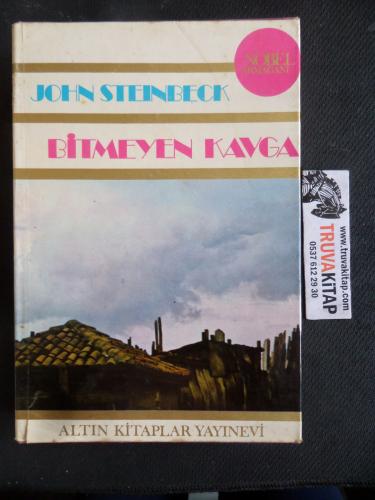 NOBEL
ARMAĞANI
JOHN STEINBECK
BİTMEYEN KAVGA
ALTIN KİTAPLAR YAYINEVİ
www.truvakitap.com
TRUVAKİTAP
0537 612 29 30